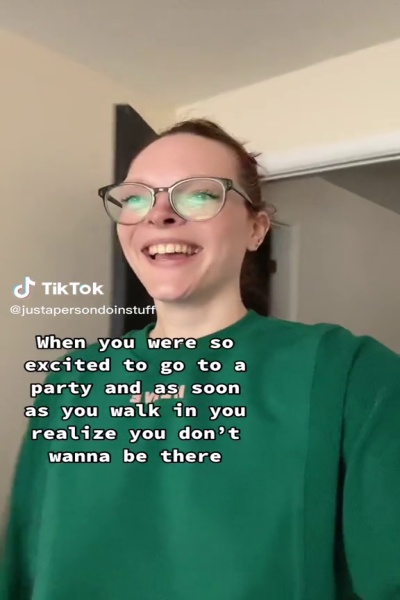 TikTok
@justapersondoinstuff
When you were so
excited to go to a
party and as soon
as you walk in you
realize you don't
wanna be there